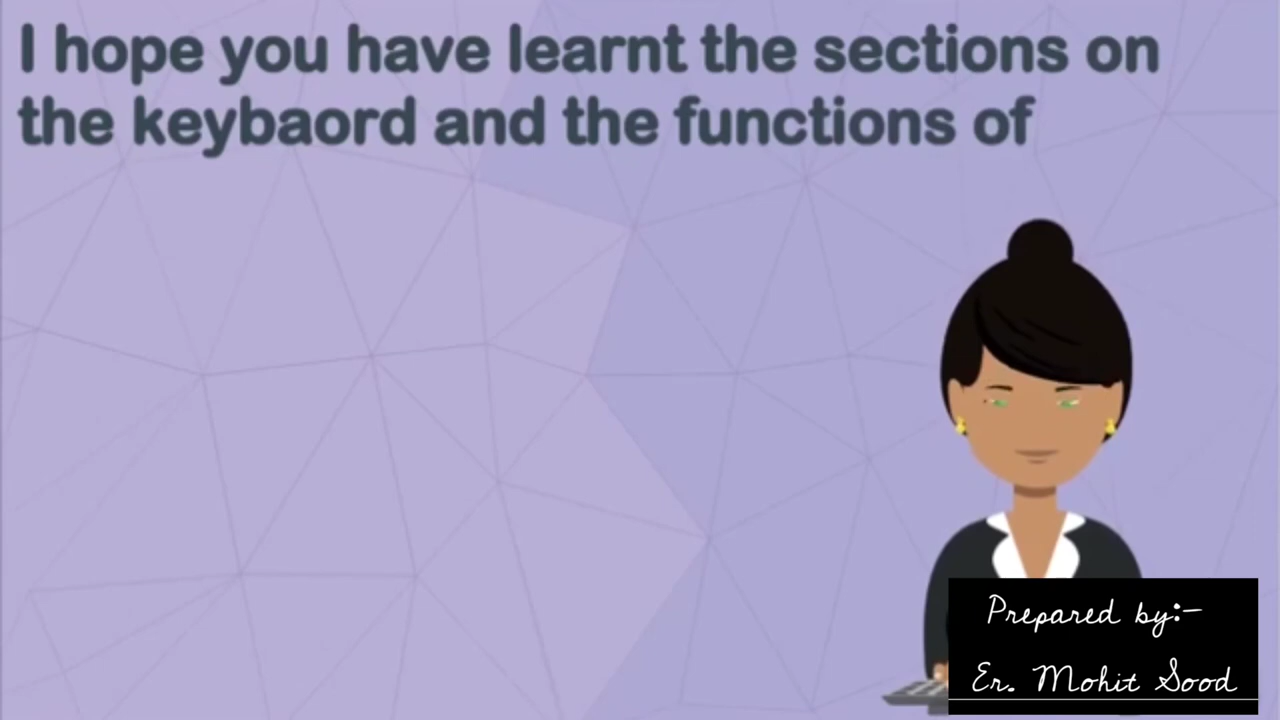 I hope you have learnt the sections on
the keybaord and the functions of
Prepared by:-
Er. Mohit Sood